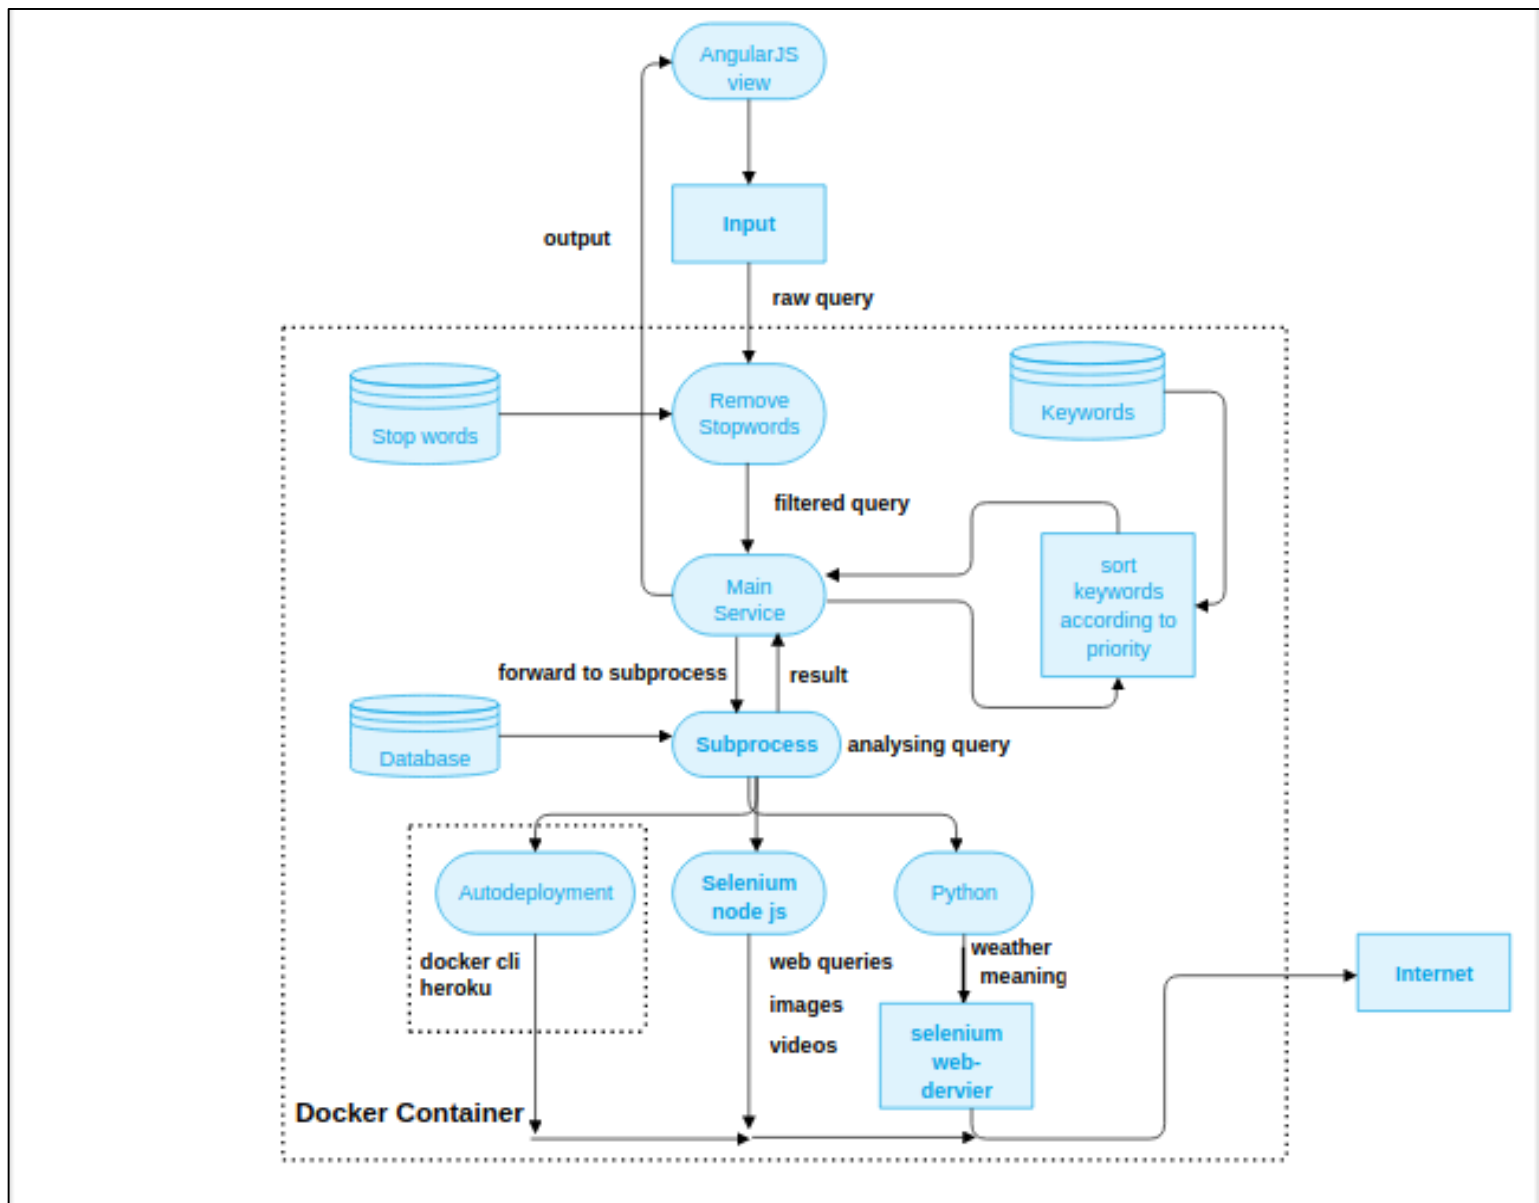 AngularJS
view
Input
output
raw query
Stop words
Remove
Stopwords
Keywords
filtered query
Main
Service
sort
keywords
according to
priority
forward to subprocess
result
Database
Subprocess
analysing query
Autodeployment
Selenium
node js
Python
docker cli
heroku
web queries
images
videos
weather
meaning
selenium
web-
dervier
Internet
Docker Container